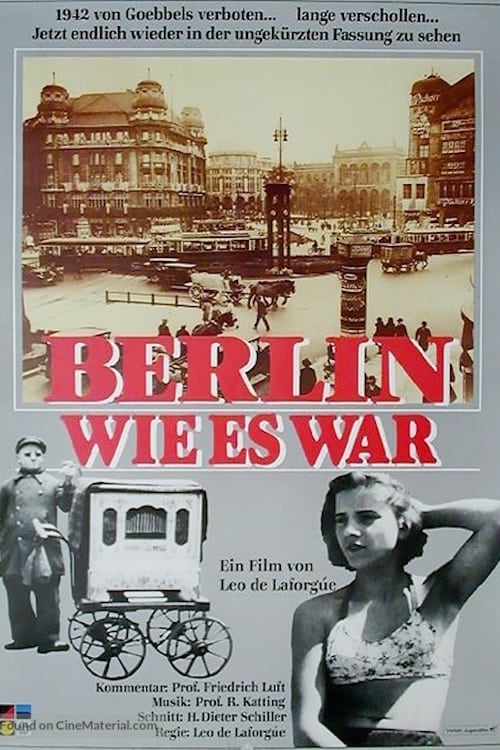 1942 von Goebbels verboten... lange verschollen...
Jetzt endlich wieder in der ungekürzten Fassung zu sehen
BERLIN
WIE ES WAR
Ein Film von
Leo de Laforgúe
Kommentar: Prof. Friedrich Luft
Musik: Prof. R. Katting
Schnitt: H. Dieter Schiller
Regie: Leo de Laforgúe
Found on CineMaterial.com